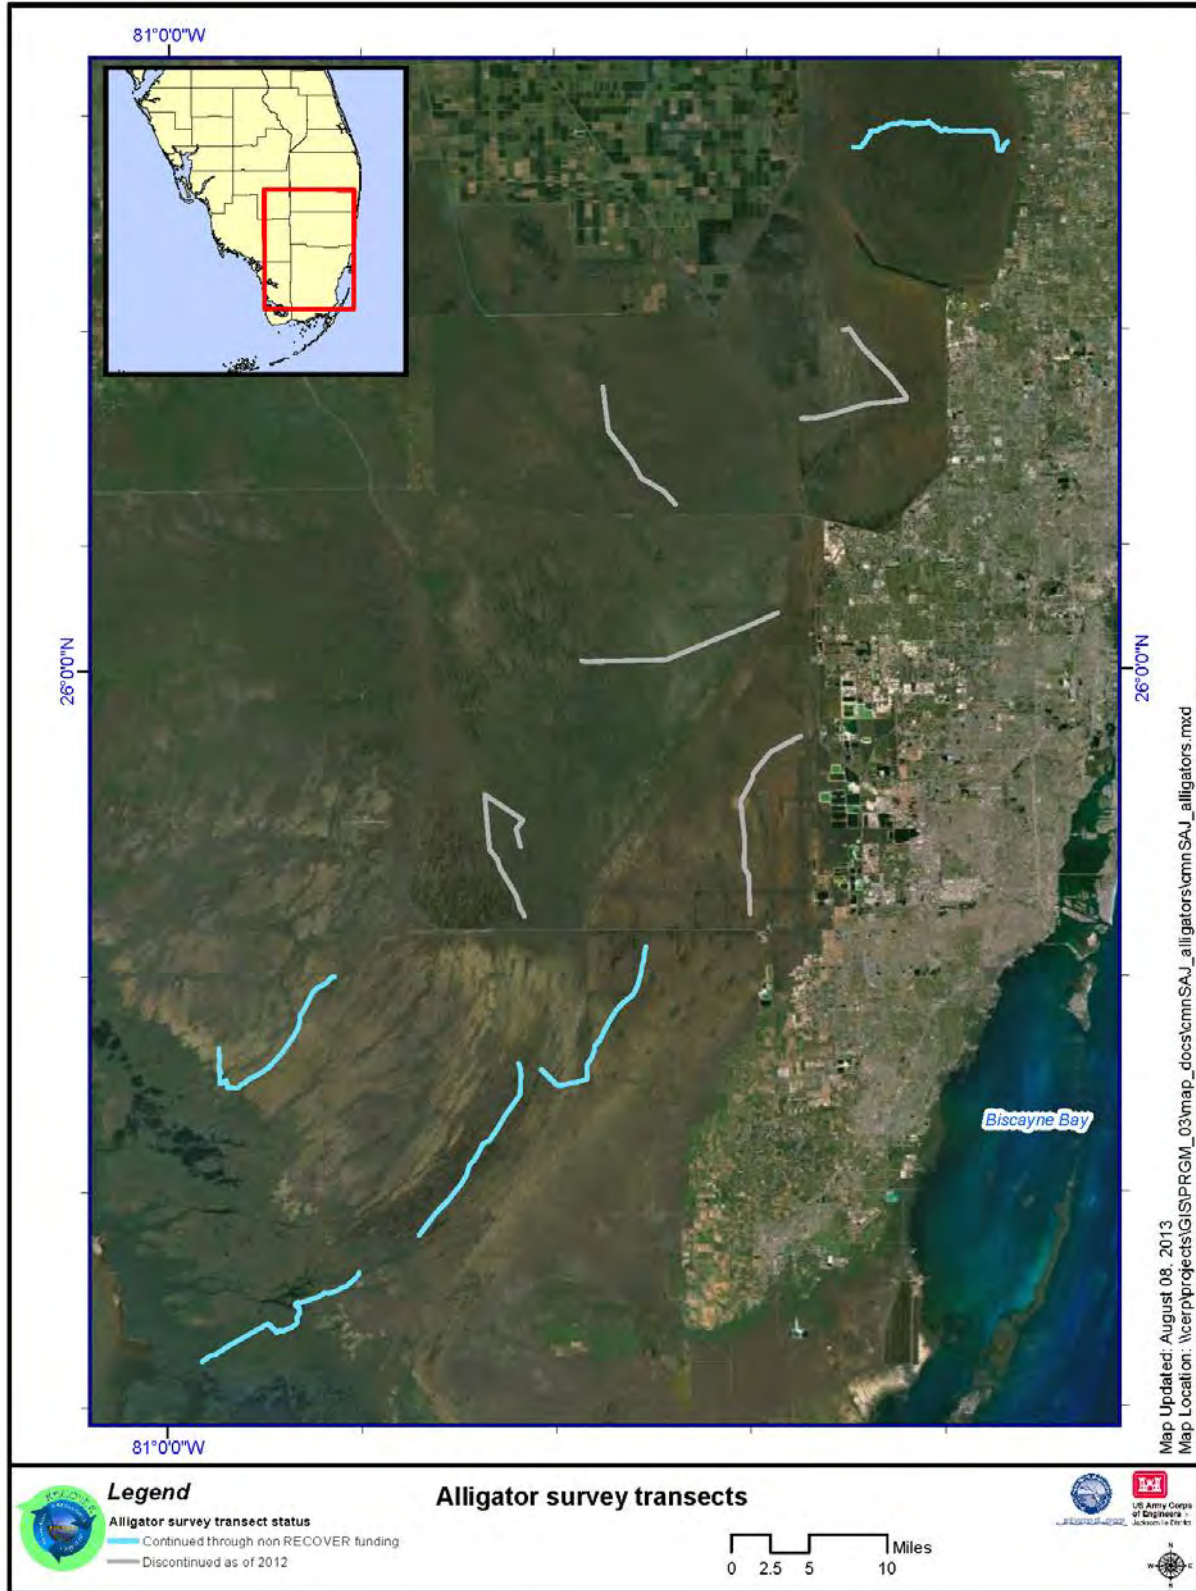 81°0'0"W
26°0'0"N
26°0'0"N
Biscayne Bay
81°0'0"W
Map Updated: August 08, 2013
Map Location: \\cerp\projects\GIS\PRGM_03\map_docs\cmnSAJ_alligators\cmnSAJ_alligators.mxd
RECOVER
Legend
Alligator survey transect status
Continued through non RECOVER funding
Discontinued as of 2012
Alligator survey transects
0 2.5 5 10 Miles
US Army Corps
of Engineers
Jacksonville District
N